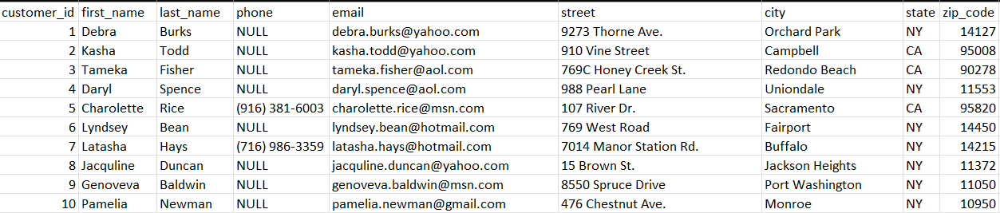 customer_id first_name last_name phone email street city state zip_code
1 Debra Burks NULL debra.burks@yahoo.com 9273 Thorne Ave. Orchard Park NY 14127
2 Kasha Todd NULL kasha.todd@yahoo.com 910 Vine Street Campbell CA 95008
3 Tameka Fisher NULL tameka.fisher@aol.com 769C Honey Creek St. Redondo Beach CA 90278
4 Daryl Spence NULL daryl.spence@aol.com 988 Pearl Lane Uniondale NY 11553
5 Charolette Rice (916) 381-6003 charolette.rice@msn.com 107 River Dr. Sacramento CA 95820
6 Lyndsey Bean NULL lyndsey.bean@hotmail.com 769 West Road Fairport NY 14450
7 Latasha Hays (716) 986-3359 latasha.hays@hotmail.com 7014 Manor Station Rd. Buffalo NY 14215
8 Jacquline Duncan NULL jacquline.duncan@yahoo.com 15 Brown St. Jackson Heights NY 11372
9 Genoveva Baldwin NULL genoveva.baldwin@msn.com 8550 Spruce Drive Port Washington NY 11050
10 Pamelia Newman NULL pamelia.newman@gmail.com 476 Chestnut Ave. Monroe NY 10950